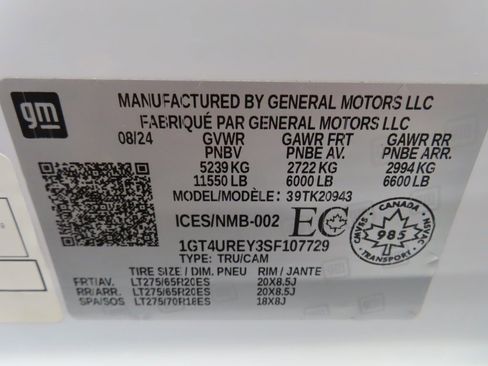 gm
MANUFACTURED BY GENERAL MOTORS LLC
FABRIQUÉ PAR GENERAL MOTORS LLC
08/24 GVWR GAWR FRT GAWR RR
PNBV PNBE AV. PNBE ARR.
5239 KG 2722 KG 2994 KG
11550 LB 6000 LB 6600 LB
MODEL/MODÈLE: 39TK20943
ICES/NMB-002 EC
CANADA
985
CMVSS NSVAC
1GT4UREY3SF107729
TYPE: TRU/CAM
TIRE SIZE / DIM. PNEU RIM / JANTE
FRT/AV. LT275/65R20ES 20X8.5J
RR/ARR. LT275/65R20ES 20X8.5J
SPA/SOS LT275/70R18ES 18X8J